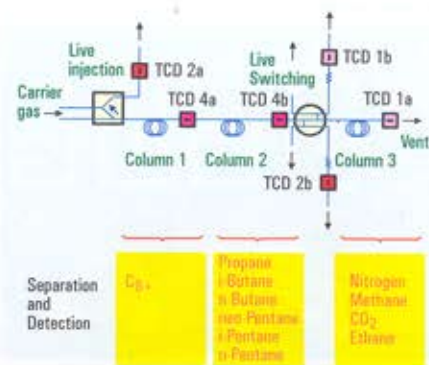 Live
injection
TCD 2a
Carrier
gas
TCD 4a
Column 1
TCD 4b
Column 2
Live
Switching
TCD 1b
TCD 1a
Vent
Column 3
TCD 2b
Separation
and
Detection
C6+
Propane
i-Butane
n-Butane
neo-Pentane
i-Pentane
n-Pentane
Nitrogen
Methane
CO2
Ethane